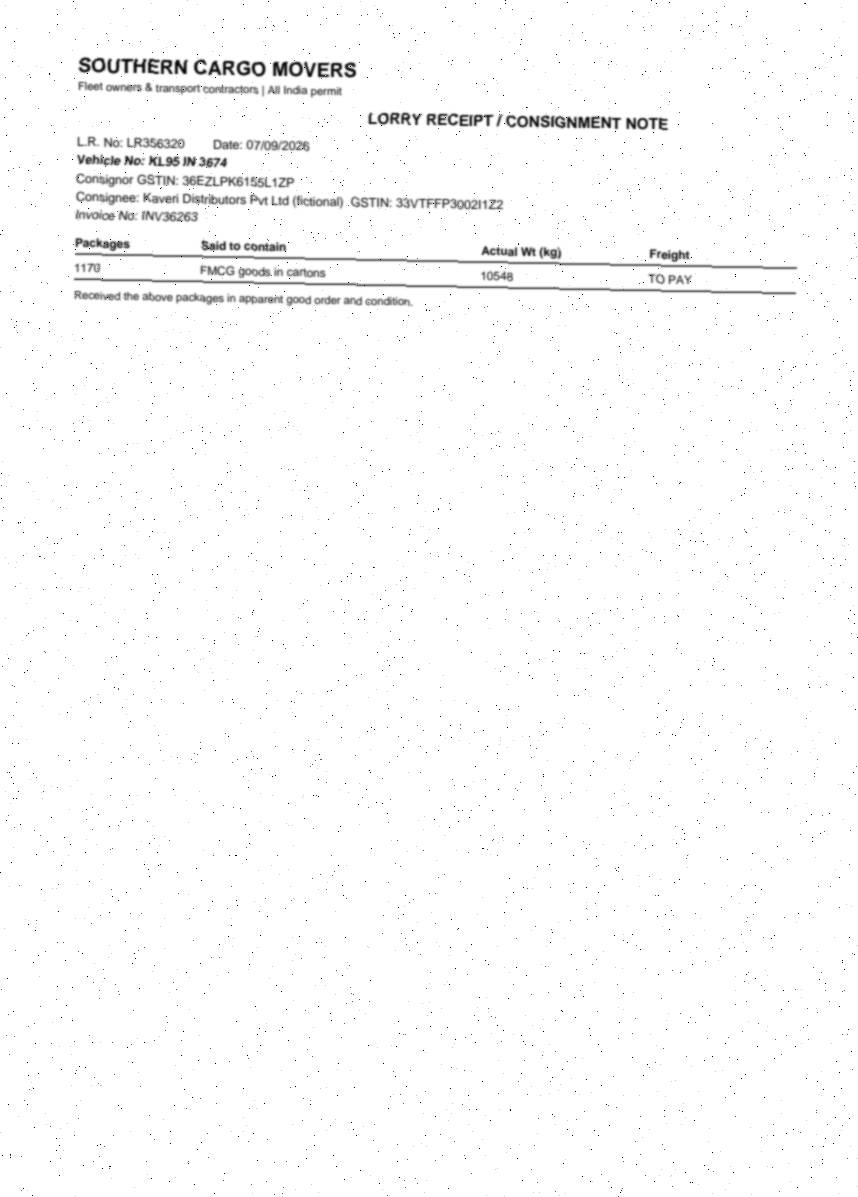 SOUTHERN CARGO MOVERS
Fleet owners & transport contractors | All India permit
LORRY RECEIPT / CONSIGNMENT NOTE
L.R. No: LR356320 Date: 07/09/2026
Vehicle No: KL95 IN 3674
Consignor GSTIN: 36EZLPK6155L1ZP
Consignee: Kaveri Distributors Pvt Ltd (fictional) GSTIN: 33VTFFP3002I1Z2
Invoice No: INV36263
Packages Said to contain Actual Wt (kg) Freight
1170 FMCG goods in cartons 10548 TO PAY
Received the above packages in apparent good order and condition.